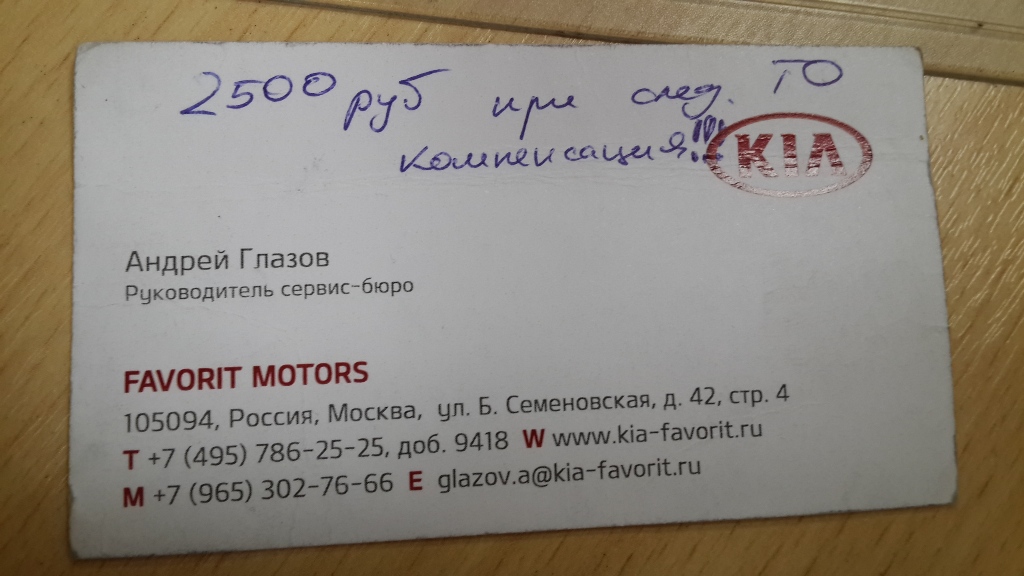 2500 руб при след. ТО
компенсация!!!
KIA
Андрей Глазов
Руководитель сервис-бюро
FAVORIT MOTORS
105094, Россия, Москва, ул. Б. Семеновская, д. 42, стр. 4
T +7 (495) 786-25-25, доб. 9418 W www.kia-favorit.ru
M +7 (965) 302-76-66 E glazov.a@kia-favorit.ru